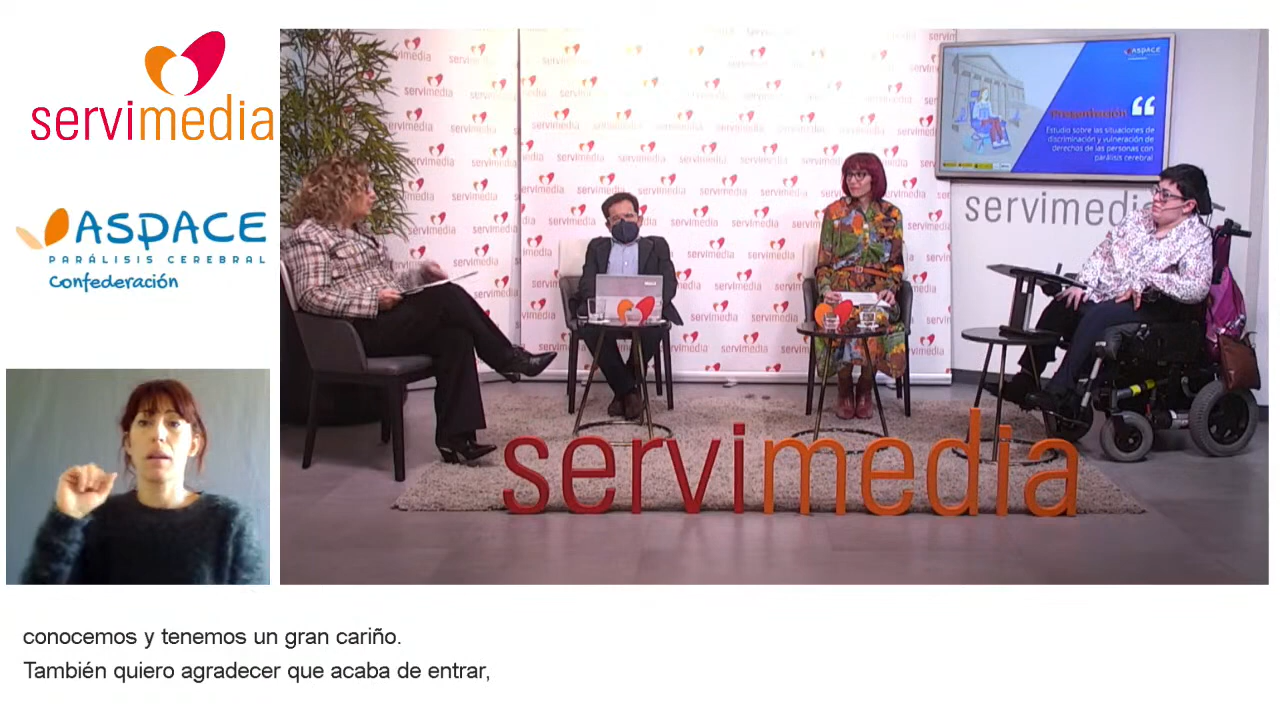 servimedia
ASPACE
PARÁLISIS CEREBRAL
Confederación
ASPACE
Presentación
Estudio sobre las situaciones de
discriminación y vulneración de
derechos de las personas con
parálisis cerebral
servimedia
servimedia
conocemos y tenemos un gran cariño.
También quiero agradecer que acaba de entrar,